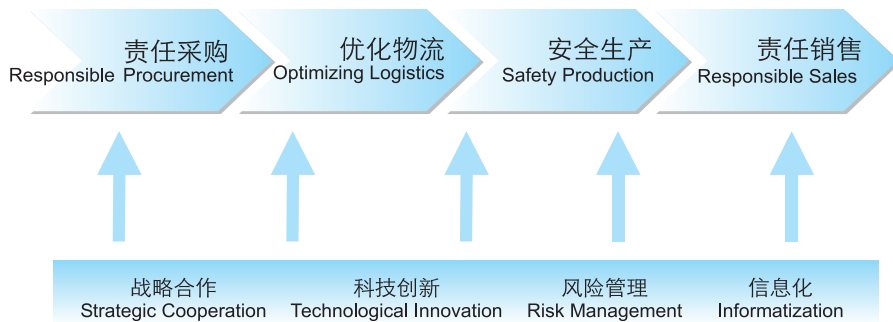 责任采购
Responsible Procurement
优化物流
Optimizing Logistics
安全生产
Safety Production
责任销售
Responsible Sales
战略合作
Strategic Cooperation
科技创新
Technological Innovation
风险管理
Risk Management
信息化
Informatization